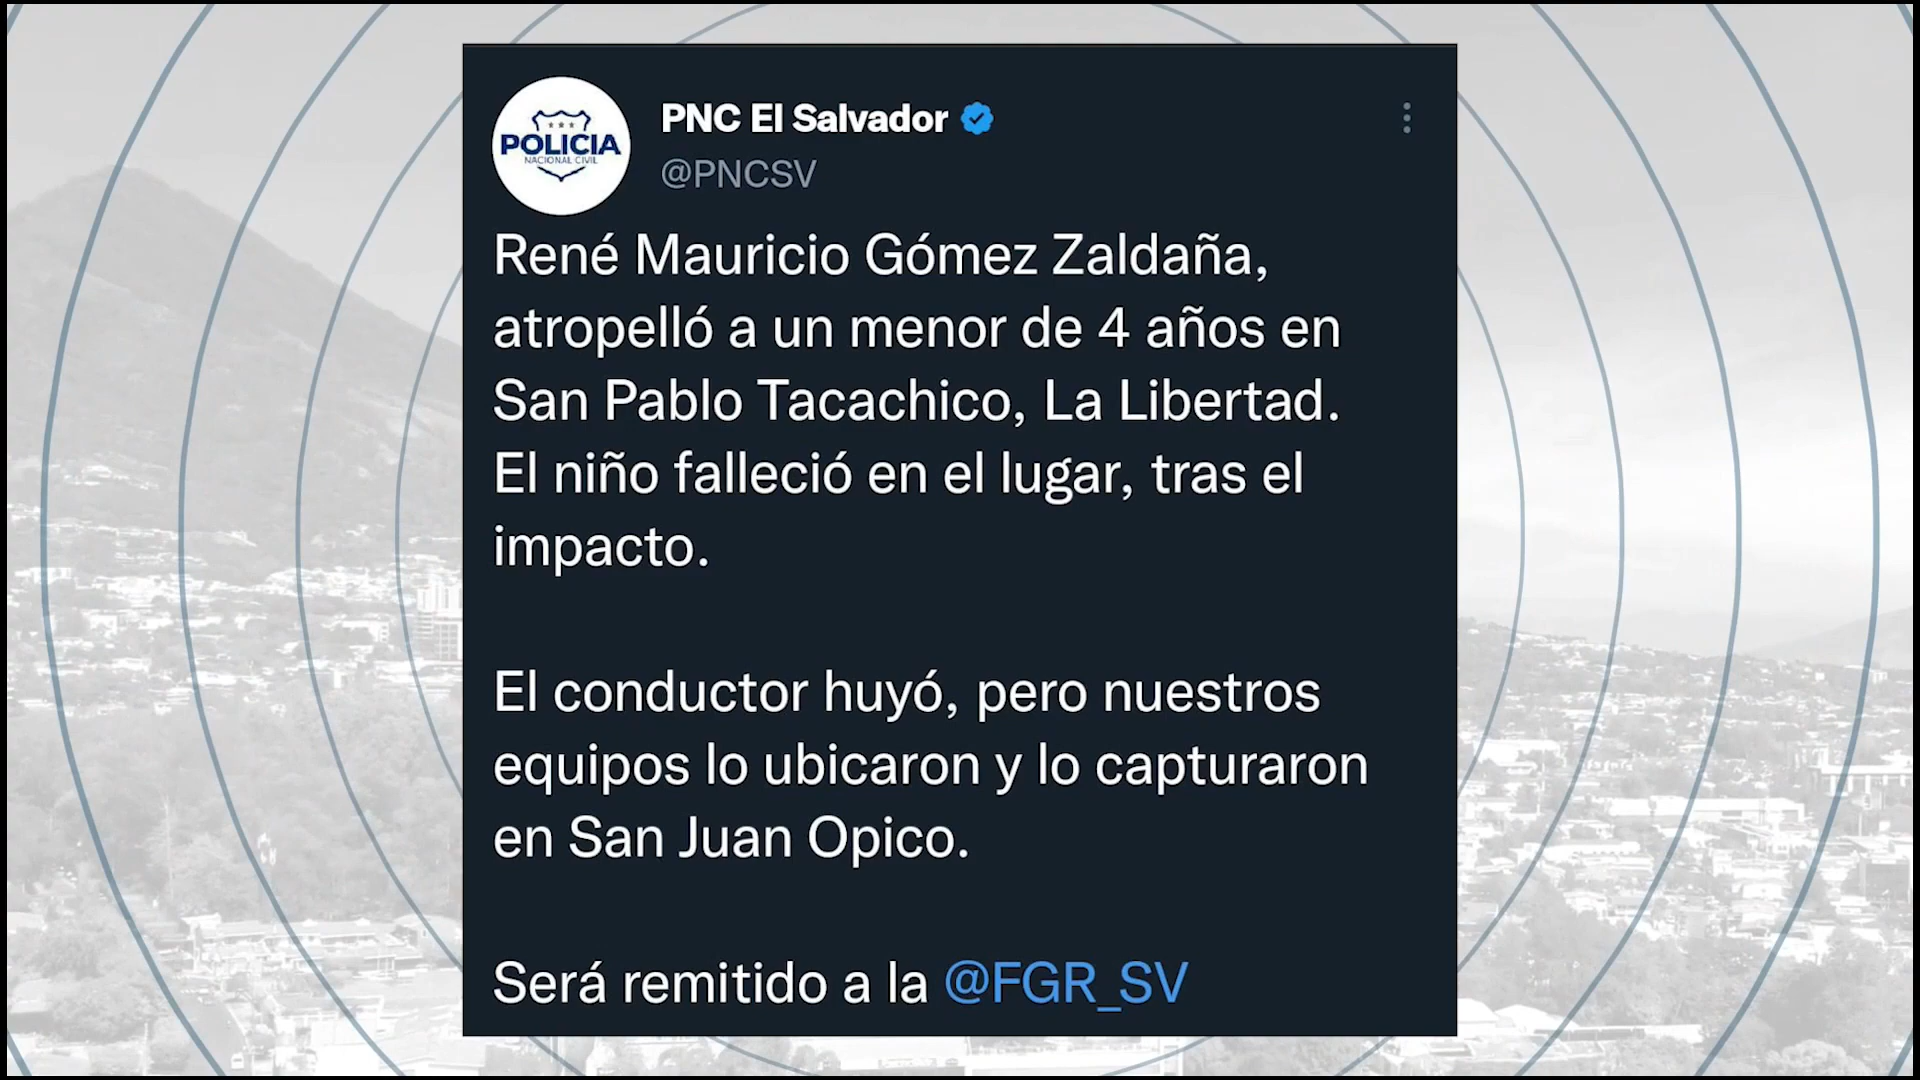 POLICIA
NACIONAL CIVIL
PNC El Salvador
@PNCSV
René Mauricio Gómez Zaldaña,
atropelló a un menor de 4 años en
San Pablo Tacachico, La Libertad.
El niño falleció en el lugar, tras el
impacto.
El conductor huyó, pero nuestros
equipos lo ubicaron y lo capturaron
en San Juan Opico.
Será remitido a la @FGR_SV